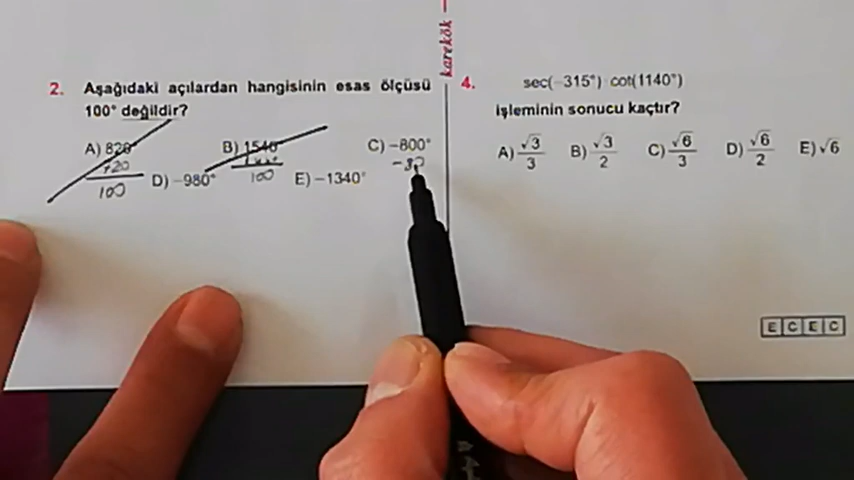 karekök
2. Aşağıdaki açılardan hangisinin esas ölçüsü
100° değildir?
A) 820°
720
100
B) 1540°
100
C) −800°
−80
D) −980°
E) −1340°
4. sec(−315°) cot(1140°)
işleminin sonucu kaçtır?
A) √3/3 B) √3/2 C) √6/3 D) √6/2 E) √6
E C E C